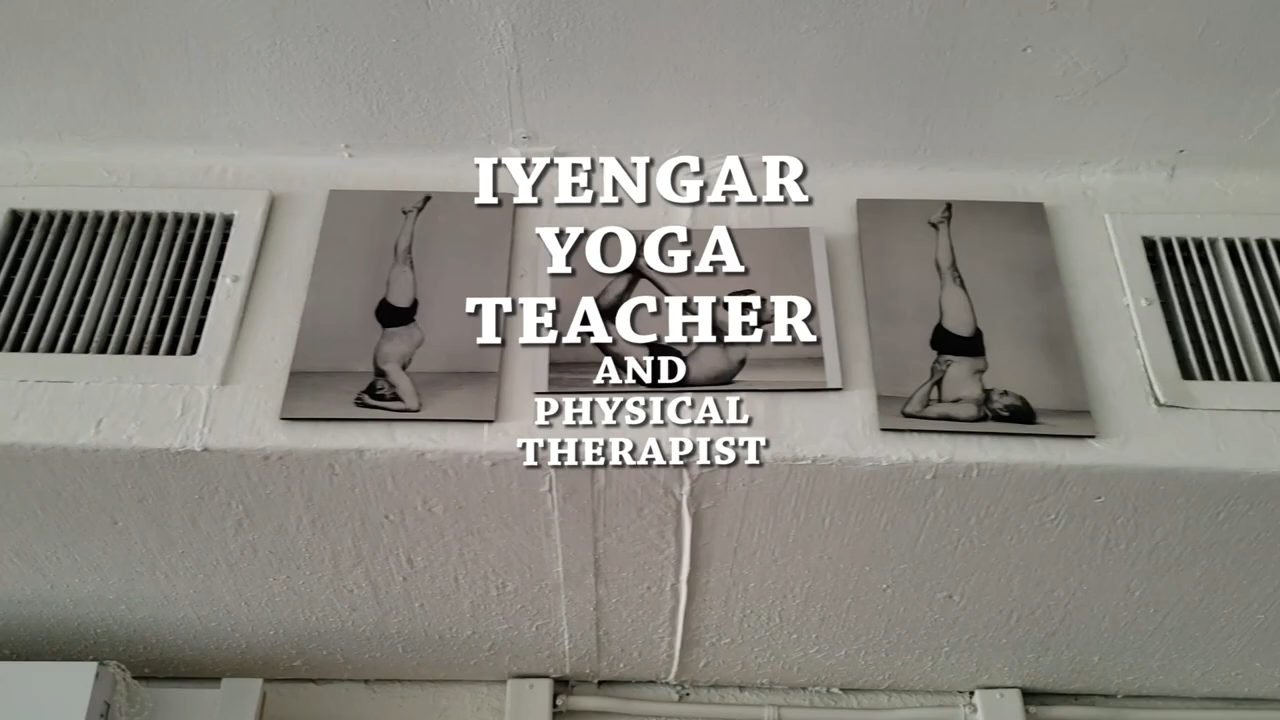 IYENGAR
YOGA
TEACHER
AND
PHYSICAL
THERAPIST